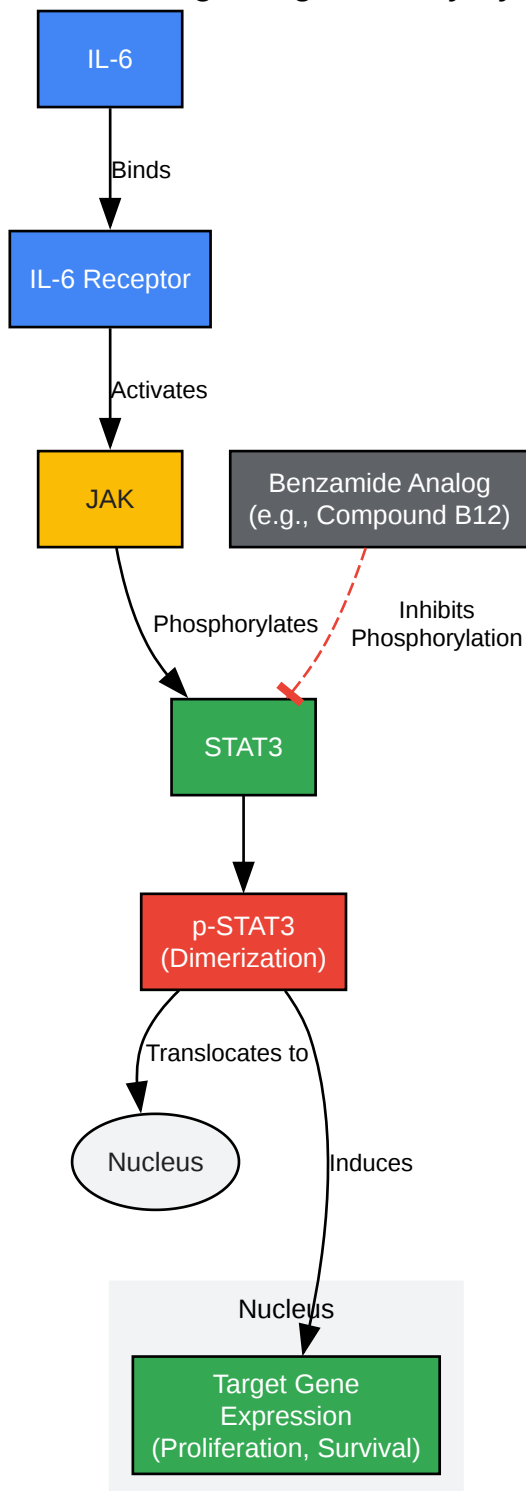 IL-6
Binds
IL-6 Receptor
Activates
JAK
Benzamide Analog
(e.g., Compound B12)
Phosphorylates
Inhibits
Phosphorylation
STAT3
p-STAT3
(Dimerization)
Translocates to
Nucleus
Induces
Nucleus
Target Gene
Expression
(Proliferation, Survival)